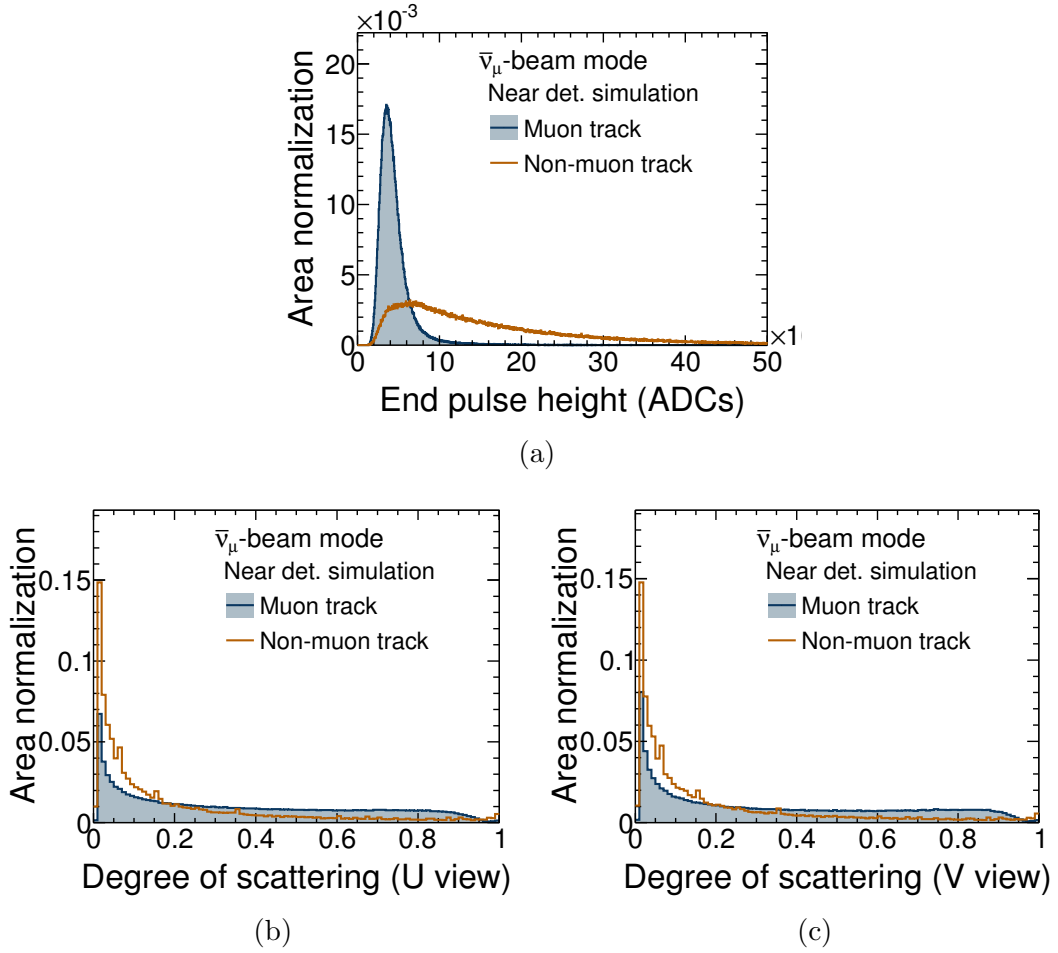 ×10⁻³
Area normalization
20
15
10
5
0
ν̄μ-beam mode
Near det. simulation
Muon track
Non-muon track
0 10 20 30 40 50
×1
End pulse height (ADCs)
(a)
Area normalization
0.15
0.1
0.05
0
ν̄μ-beam mode
Near det. simulation
Muon track
Non-muon track
0 0.2 0.4 0.6 0.8 1
Degree of scattering (U view)
(b)
Area normalization
0.15
0.1
0.05
0
ν̄μ-beam mode
Near det. simulation
Muon track
Non-muon track
0 0.2 0.4 0.6 0.8 1
Degree of scattering (V view)
(c)